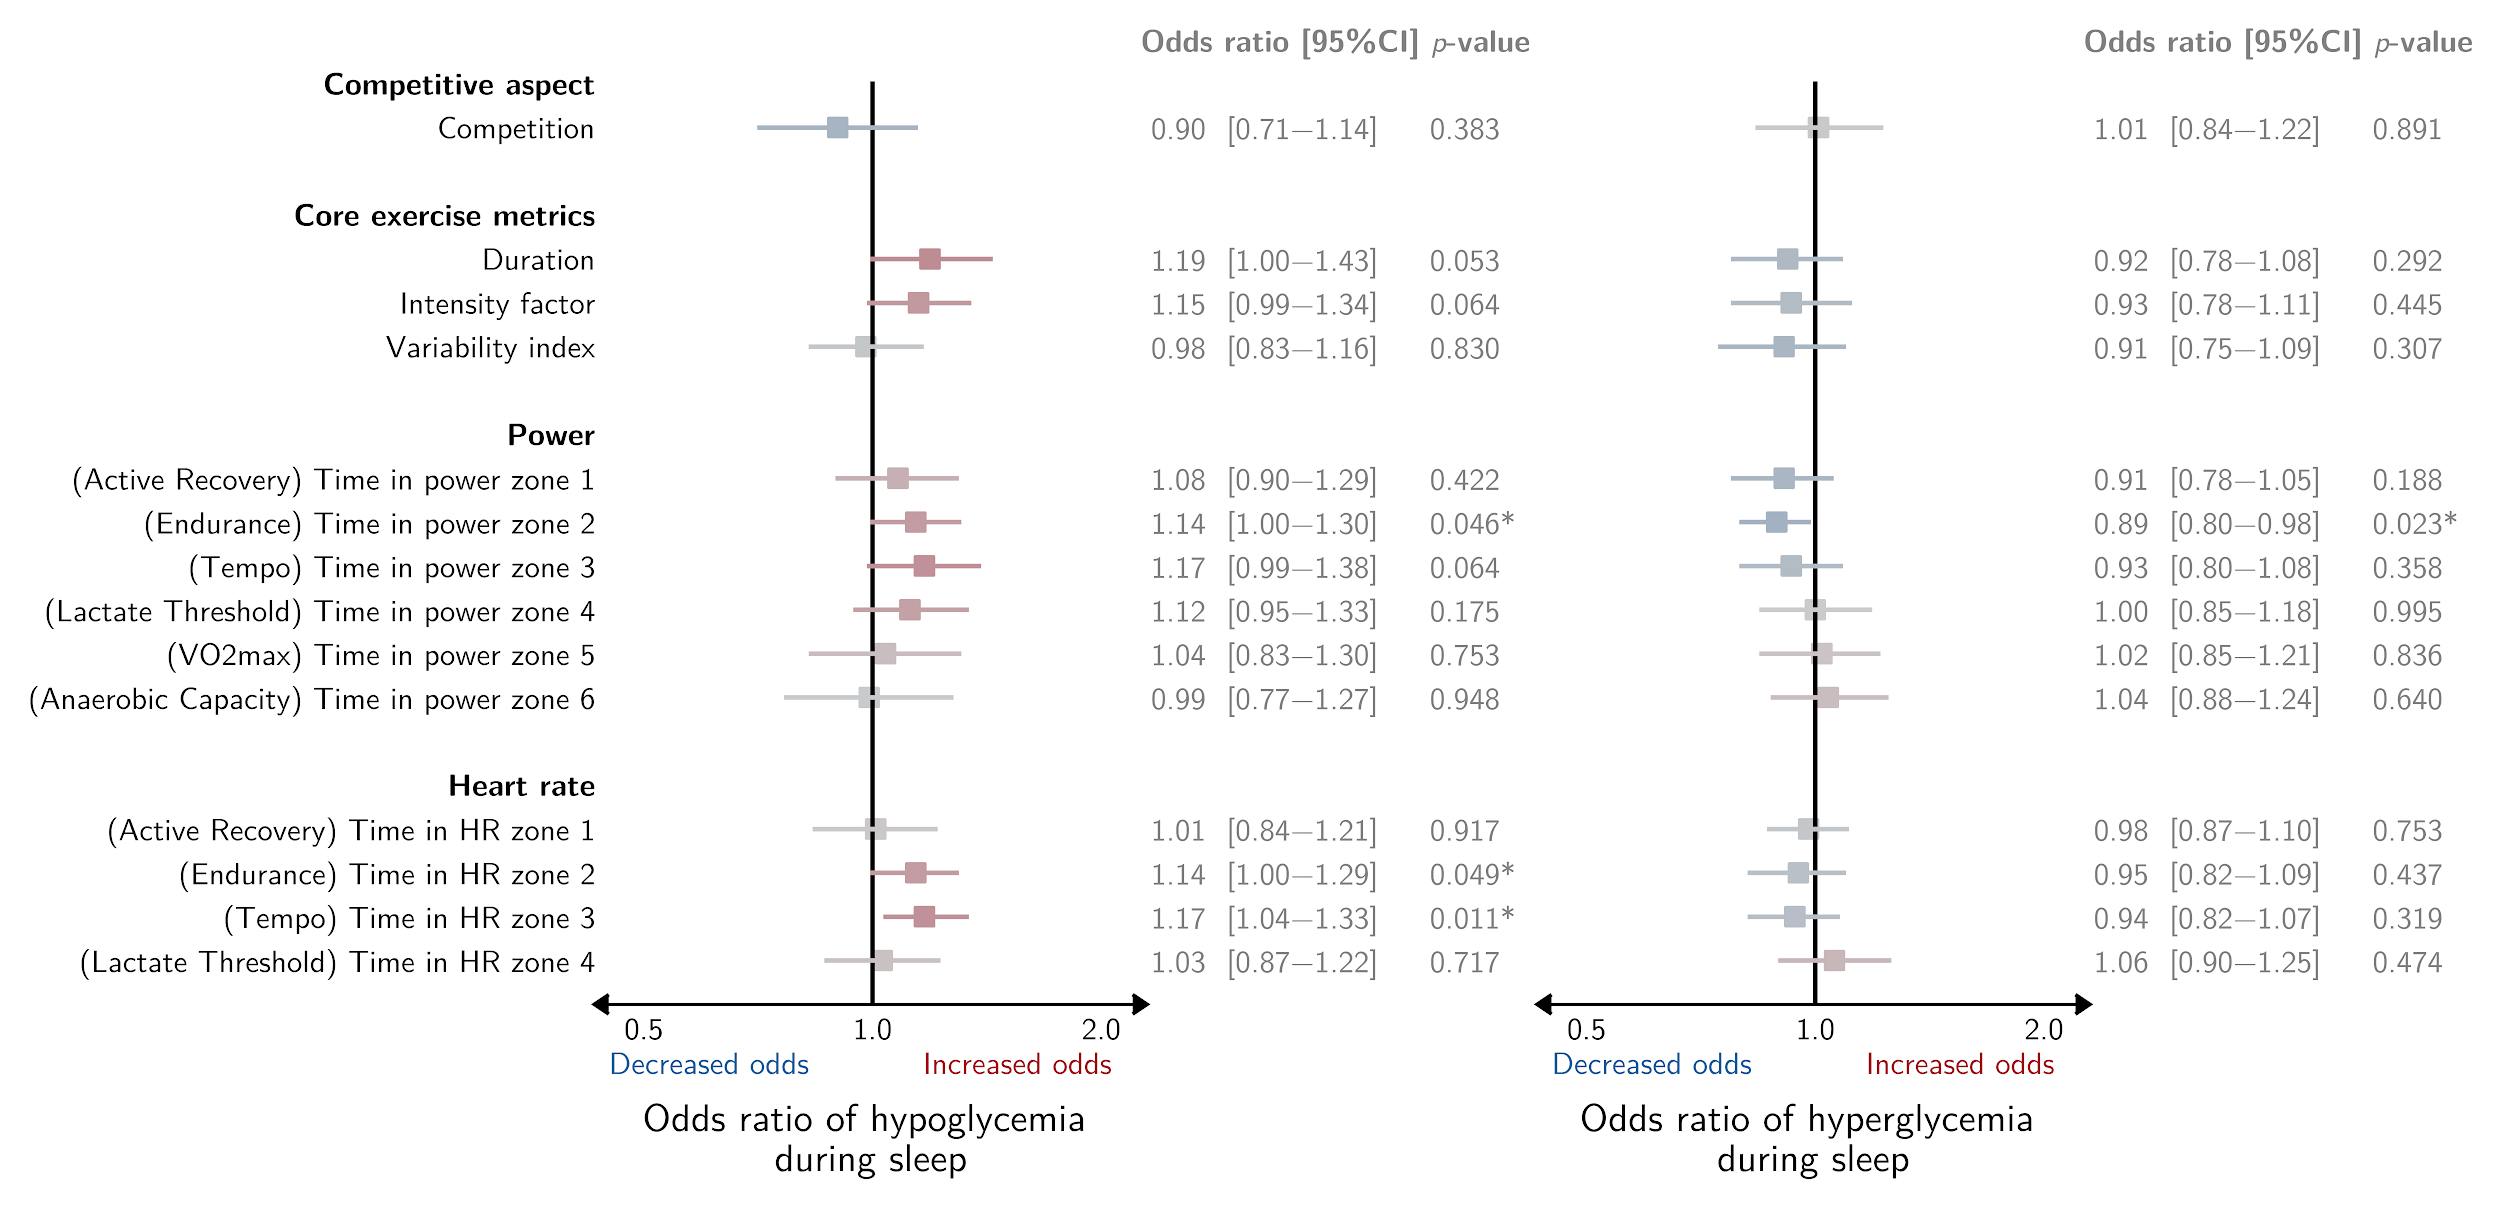 Odds ratio [95%CI] p-value Odds ratio [95%CI] p-value
Competitive aspect
Competition 0.90 [0.71—1.14] 0.383 1.01 [0.84—1.22] 0.891
Core exercise metrics
Duration 1.19 [1.00—1.43] 0.053 0.92 [0.78—1.08] 0.292
Intensity factor 1.15 [0.99—1.34] 0.064 0.93 [0.78—1.11] 0.445
Variability index 0.98 [0.83—1.16] 0.830 0.91 [0.75—1.09] 0.307
Power
(Active Recovery) Time in power zone 1 1.08 [0.90—1.29] 0.422 0.91 [0.78—1.05] 0.188
(Endurance) Time in power zone 2 1.14 [1.00—1.30] 0.046* 0.89 [0.80—0.98] 0.023*
(Tempo) Time in power zone 3 1.17 [0.99—1.38] 0.064 0.93 [0.80—1.08] 0.358
(Lactate Threshold) Time in power zone 4 1.12 [0.95—1.33] 0.175 1.00 [0.85—1.18] 0.995
(VO2max) Time in power zone 5 1.04 [0.83—1.30] 0.753 1.02 [0.85—1.21] 0.836
(Anaerobic Capacity) Time in power zone 6 0.99 [0.77—1.27] 0.948 1.04 [0.88—1.24] 0.640
Heart rate
(Active Recovery) Time in HR zone 1 1.01 [0.84—1.21] 0.917 0.98 [0.87—1.10] 0.753
(Endurance) Time in HR zone 2 1.14 [1.00—1.29] 0.049* 0.95 [0.82—1.09] 0.437
(Tempo) Time in HR zone 3 1.17 [1.04—1.33] 0.011* 0.94 [0.82—1.07] 0.319
(Lactate Threshold) Time in HR zone 4 1.03 [0.87—1.22] 0.717 1.06 [0.90—1.25] 0.474
0.5 1.0 2.0 0.5 1.0 2.0
Decreased odds Increased odds Decreased odds Increased odds
Odds ratio of hypoglycemia
during sleep
Odds ratio of hyperglycemia
during sleep